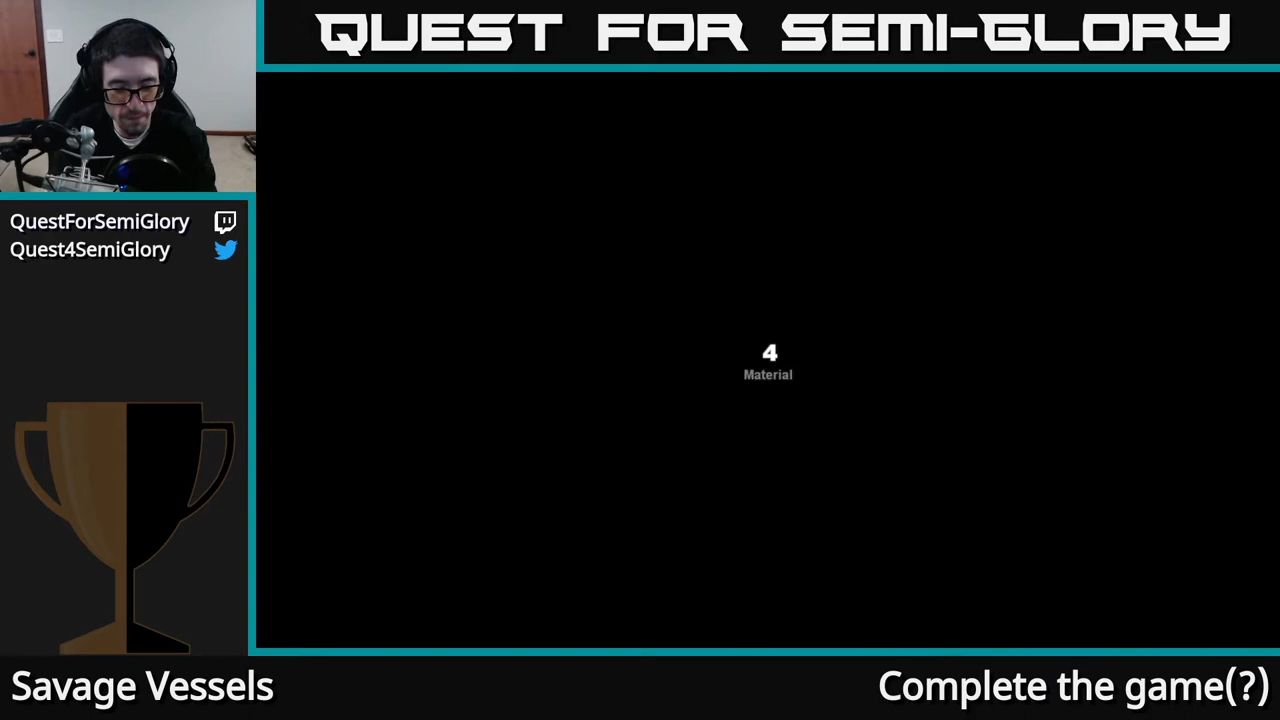 QUEST FOR SEMI-GLORY
QuestForSemiGlory
Quest4SemiGlory
4
Material
Savage Vessels
Complete the game(?)